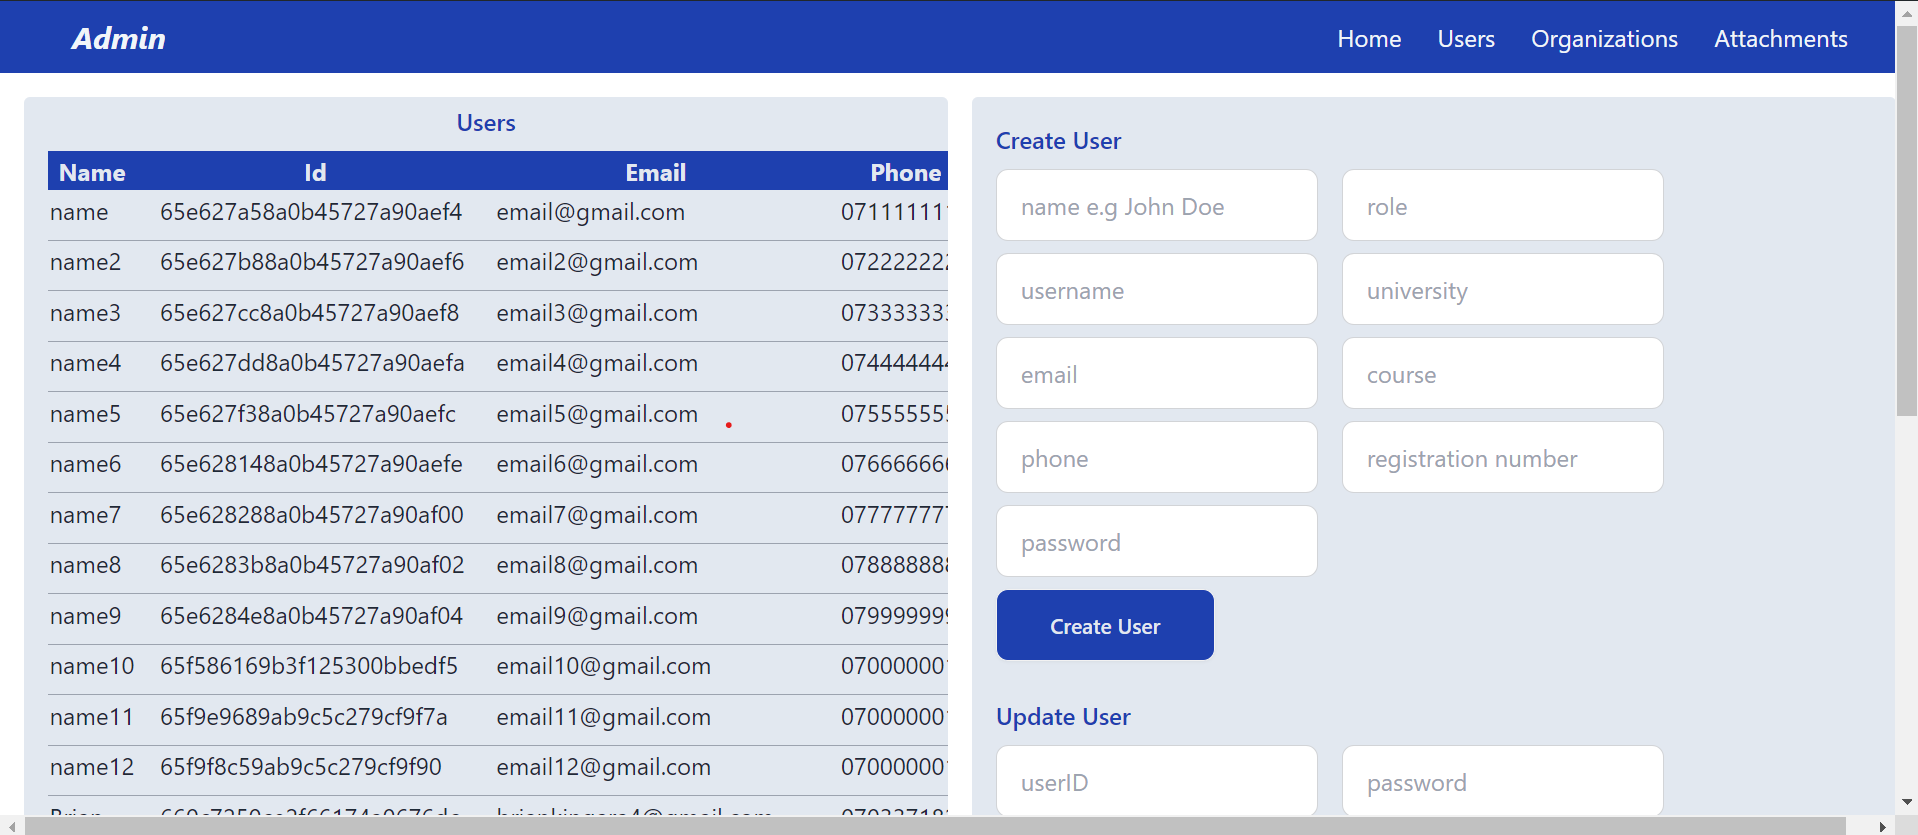 Admin
Home Users Organizations Attachments
Users
Name Id Email Phone
name 65e627a58a0b45727a90aef4 email@gmail.com 07111111
name2 65e627b88a0b45727a90aef6 email2@gmail.com 07222222
name3 65e627cc8a0b45727a90aef8 email3@gmail.com 07333333
name4 65e627dd8a0b45727a90aefa email4@gmail.com 07444444
name5 65e627f38a0b45727a90aefc email5@gmail.com 07555555
name6 65e628148a0b45727a90aefe email6@gmail.com 07666666
name7 65e628288a0b45727a90af00 email7@gmail.com 07777777
name8 65e6283b8a0b45727a90af02 email8@gmail.com 07888888
name9 65e6284e8a0b45727a90af04 email9@gmail.com 07999999
name10 65f586169b3f125300bbedf5 email10@gmail.com 07000000
name11 65f9e9689ab9c5c279cf9f7a email11@gmail.com 07000000
name12 65f9f8c59ab9c5c279cf9f90 email12@gmail.com 07000000
Create User
name e.g John Doe role
username university
email course
phone registration number
password
Create User
Update User
userID password